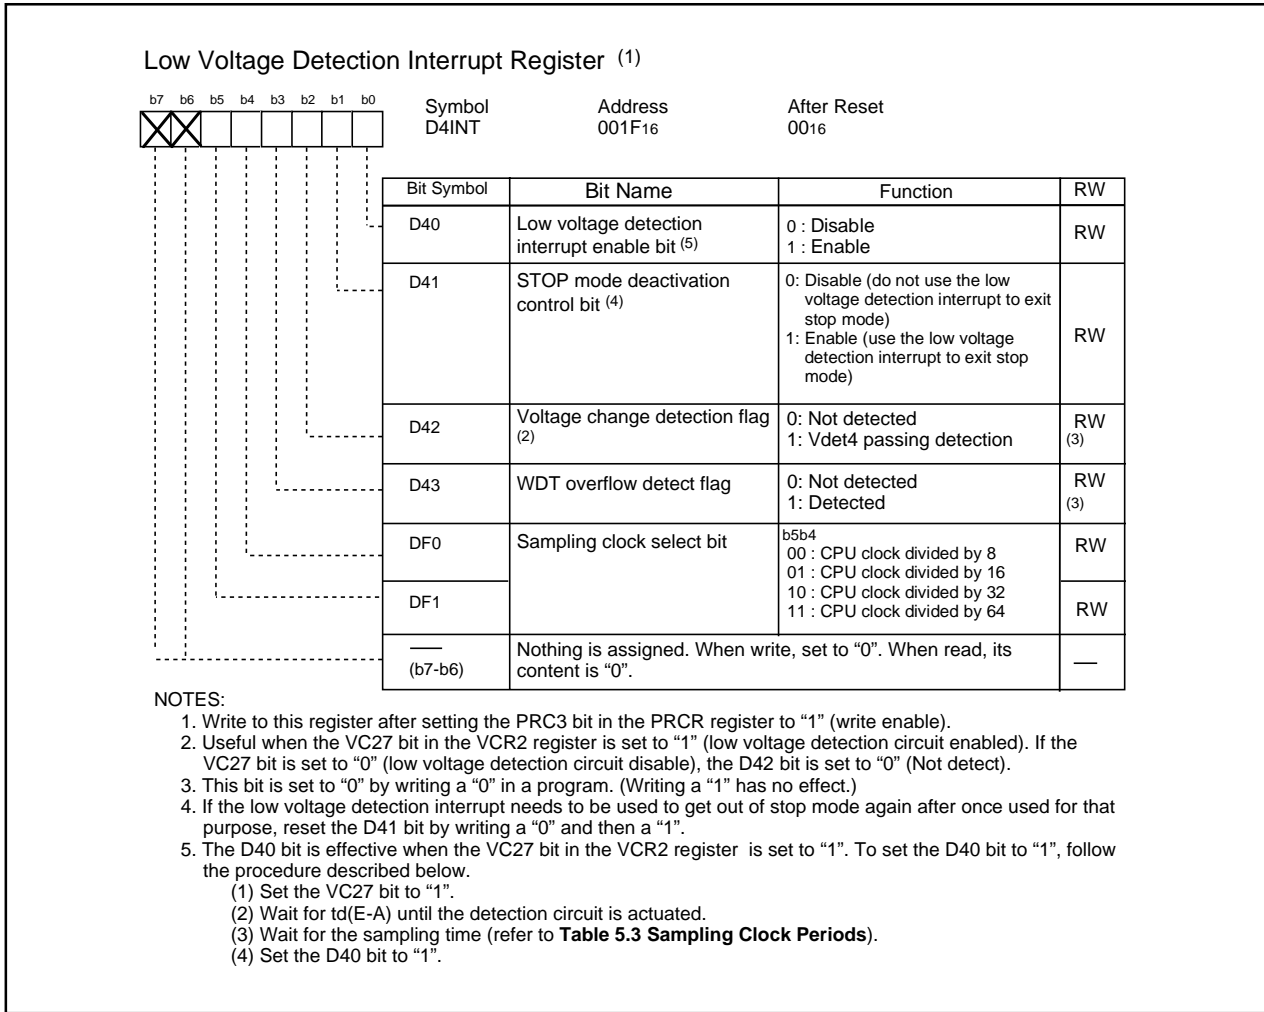 Low Voltage Detection Interrupt Register (1)
b7 b6 b5 b4 b3 b2 b1 b0
Symbol Address After Reset
D4INT 001F16 0016
Bit Symbol Bit Name Function RW
D40 Low voltage detection interrupt enable bit (5) 0 : Disable
1 : Enable RW
D41 STOP mode deactivation
control bit (4)
0: Disable (do not use the low
voltage detection interrupt to exit
stop mode)
1: Enable (use the low voltage
detection interrupt to exit stop
mode)
RW
D42 Voltage change detection flag
(2)
0: Not detected
1: Vdet4 passing detection
RW
(3)
D43 WDT overflow detect flag
0: Not detected
1: Detected
RW
(3)
DF0 Sampling clock select bit
b5b4
00 : CPU clock divided by 8
01 : CPU clock divided by 16
10 : CPU clock divided by 32
11 : CPU clock divided by 64
RW
DF1
RW
(b7-b6)
Nothing is assigned. When write, set to “0”. When read, its
content is “0”.
NOTES:
1. Write to this register after setting the PRC3 bit in the PRCR register to “1” (write enable).
2. Useful when the VC27 bit in the VCR2 register is set to “1” (low voltage detection circuit enabled). If the
VC27 bit is set to “0” (low voltage detection circuit disable), the D42 bit is set to “0” (Not detect).
3. This bit is set to “0” by writing a “0” in a program. (Writing a “1” has no effect.)
4. If the low voltage detection interrupt needs to be used to get out of stop mode again after once used for that
purpose, reset the D41 bit by writing a “0” and then a “1”.
5. The D40 bit is effective when the VC27 bit in the VCR2 register is set to “1”. To set the D40 bit to “1”, follow
the procedure described below.
(1) Set the VC27 bit to “1”.
(2) Wait for td(E-A) until the detection circuit is actuated.
(3) Wait for the sampling time (refer to Table 5.3 Sampling Clock Periods).
(4) Set the D40 bit to “1”.